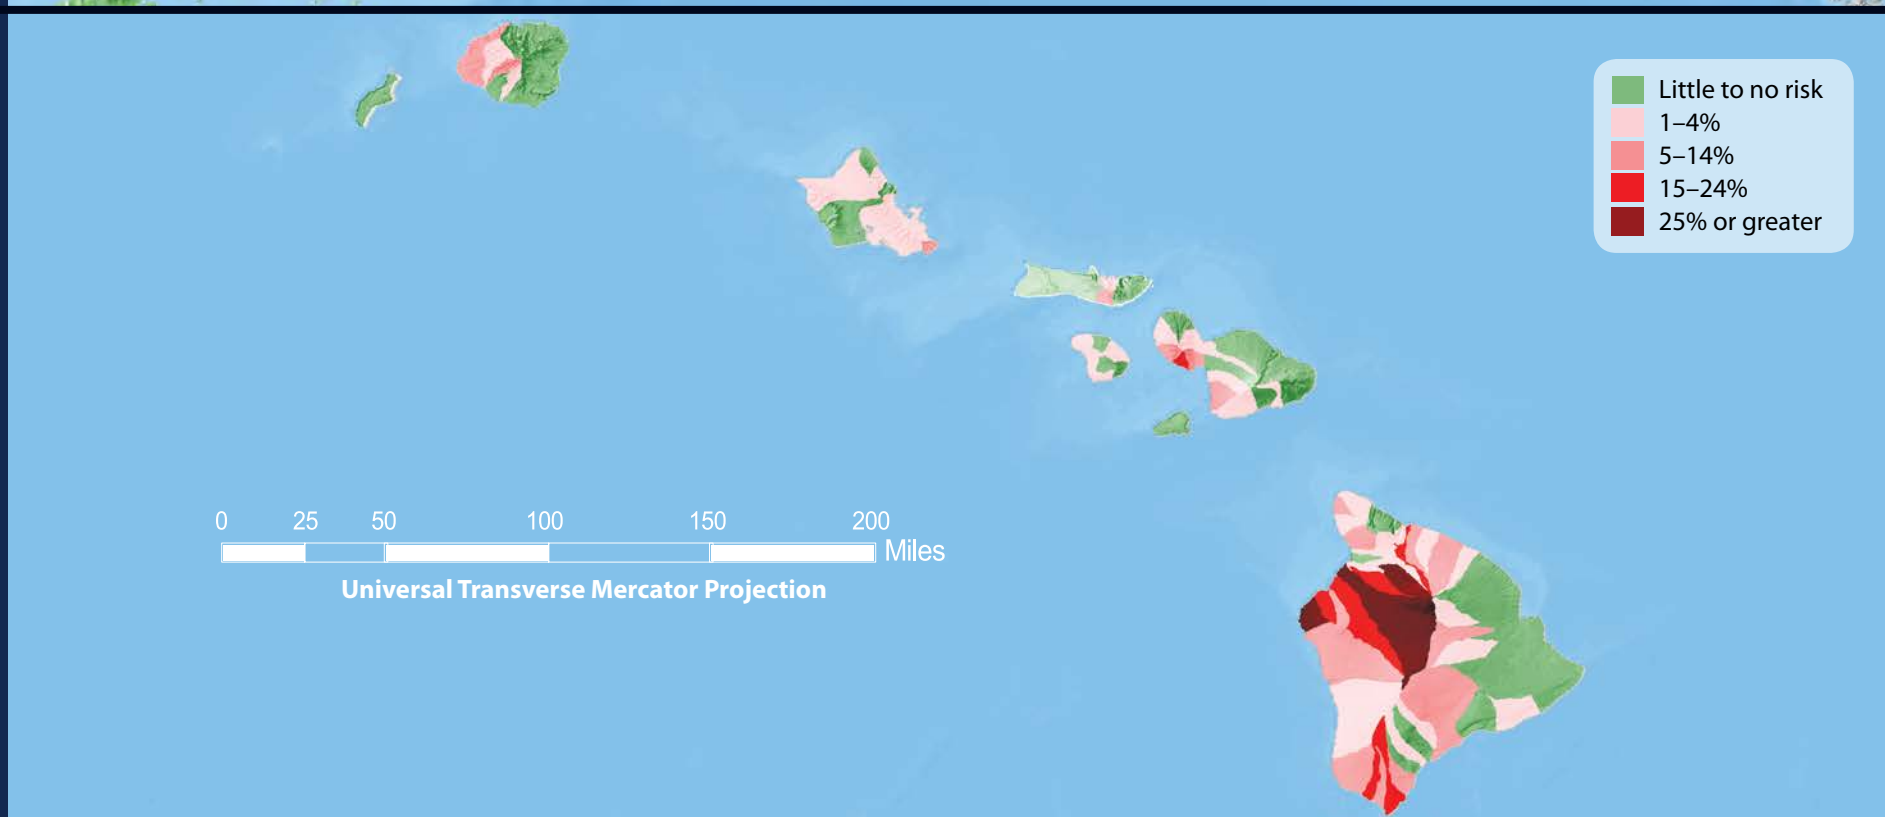 Little to no risk
1–4%
5–14%
15–24%
25% or greater
0 25 50 100 150 200
Miles
Universal Transverse Mercator Projection